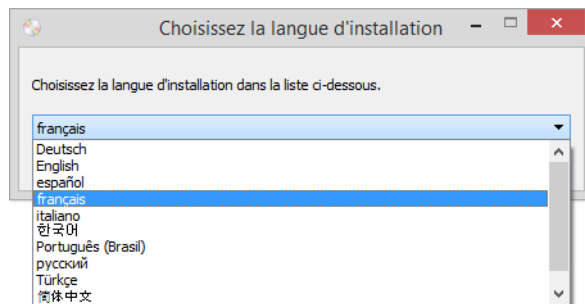 Choisissez la langue d'installation
Choisissez la langue d'installation dans la liste ci-dessous.
français
Deutsch
English
español
français
italiano
한국어
Português (Brasil)
русский
Türkçe
简体中文